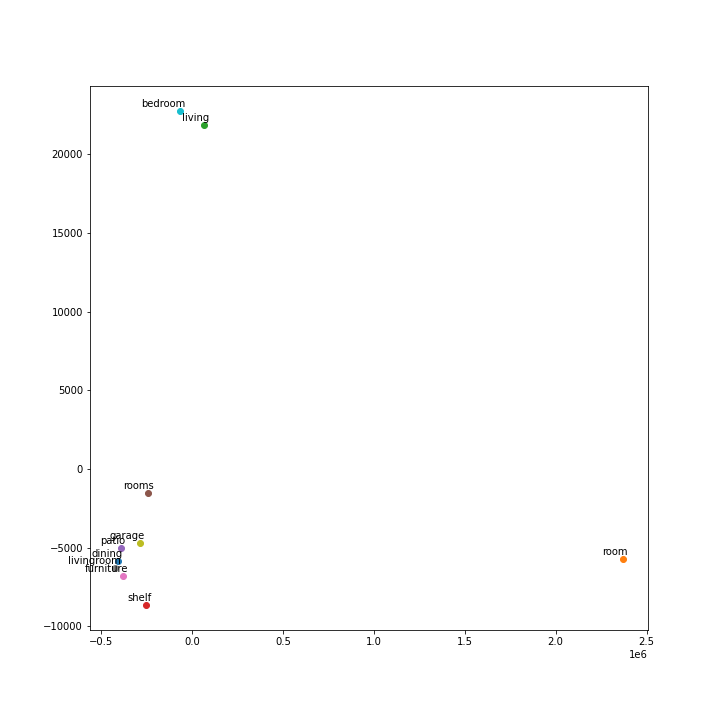 bedroom
living
20000
15000
10000
5000
0
rooms
garage
patio
−5000
room
dining
livingroom
furniture
shelf
−10000
−0.5
0.0
0.5
1.0
1.5
2.0
2.5
1e6